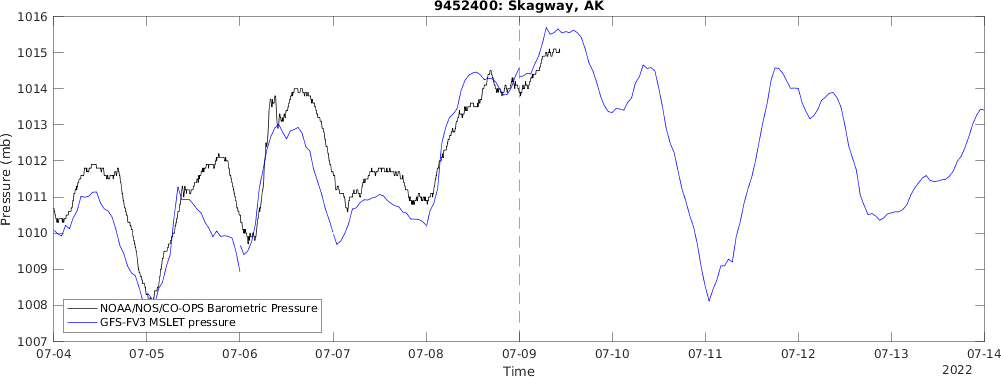 9452400: Skagway, AK
1016
1015
1014
1013
1012
1011
1010
1009
1008
1007
Pressure (mb)
NOAA/NOS/CO-OPS Barometric Pressure
GFS-FV3 MSLET pressure
07-04 07-05 07-06 07-07 07-08 07-09 07-10 07-11 07-12 07-13 07-14
Time
2022